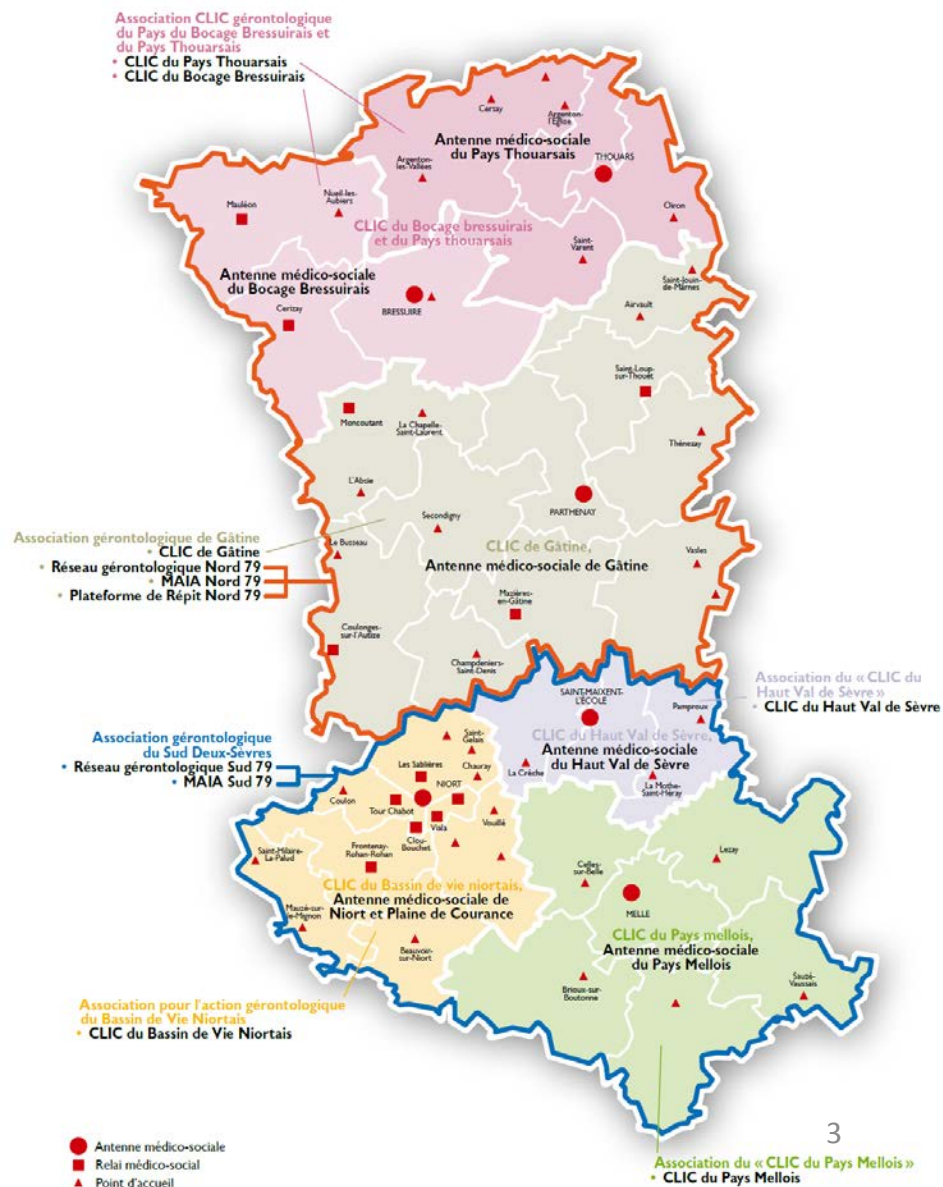 Association CLIC gérontologique
du Pays du Bocage Bressuirais et
du Pays Thouarsais
• CLIC du Pays Thouarsais
• CLIC du Bocage Bressuirais
Cersay
Argenton-
l'Église
Antenne médico-sociale
du Pays Thouarsais
THOUARS
Argenton-
les-Vallées
Mauléon
Nueil-les-
Aubiers
Oiron
CLIC du Bocage bressuirais
et du Pays thouarsais
Saint-
Varent
Antenne médico-sociale
du Bocage Bressuirais
Saint-Jouin-
de-Marnes
BRESSUIRE
Cerizay
Airvault
Saint-Loup-
sur-Thouët
Moncoutant
La Chapelle-
Saint-Laurent
Thénezay
L'Absie
PARTHENAY
Secondigny
Association gérontologique de Gâtine
• CLIC de Gâtine
• Réseau gérontologique Nord 79
• MAIA Nord 79
• Plateforme de Répit Nord 79
Le Busseau
CLIC de Gâtine,
Antenne médico-sociale de Gâtine
Vasles
Mazières-
en-Gâtine
Coulonges-
sur-l'Autize
Champdeniers-
Saint-Denis
Association du « CLIC du
Haut Val de Sèvre »
• CLIC du Haut Val de Sèvre
SAINT-MAIXENT-
L'ÉCOLE
Pamproux
CLIC du Haut Val de Sèvre,
Antenne médico-sociale
du Haut Val de Sèvre
La Crèche
La Mothe-
Saint-Héray
Association gérontologique
du Sud Deux-Sèvres
• Réseau gérontologique Sud 79
• MAIA Sud 79
Saint-
Gelais
Les Sablières
Chauray
NIORT
Coulon
Tour Chabot
Viala
Vouillé
Clou-
Bouchet
Frontenay-
Rohan-Rohan
Saint-Hilaire-
La-Palud
CLIC du Bassin de vie niortais,
Antenne médico-sociale de
Niort et Plaine de Courance
Mauzé-sur-
le-Mignon
Beauvoir-
sur-Niort
Celles-
sur-Belle
Lezay
MELLE
CLIC du Pays mellois,
Antenne médico-sociale
du Pays Mellois
Brioux-sur-
Boutonne
Sauzé-
Vaussais
Association pour l'action gérontologique
du Bassin de Vie Niortais
• CLIC du Bassin de Vie Niortais
Antenne médico-sociale
Relai médico-social
Point d'accueil
3
Association du « CLIC du Pays Mellois »
• CLIC du Pays Mellois